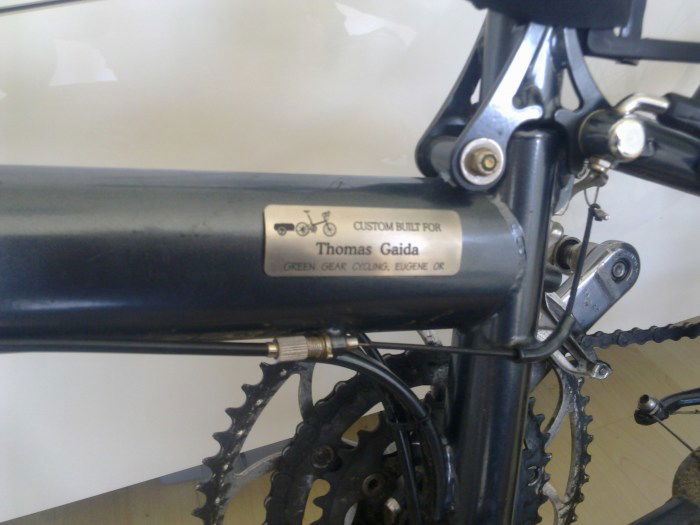 CUSTOM BUILT FOR
Thomas Gaida
GREEN GEAR CYCLING, EUGENE OR